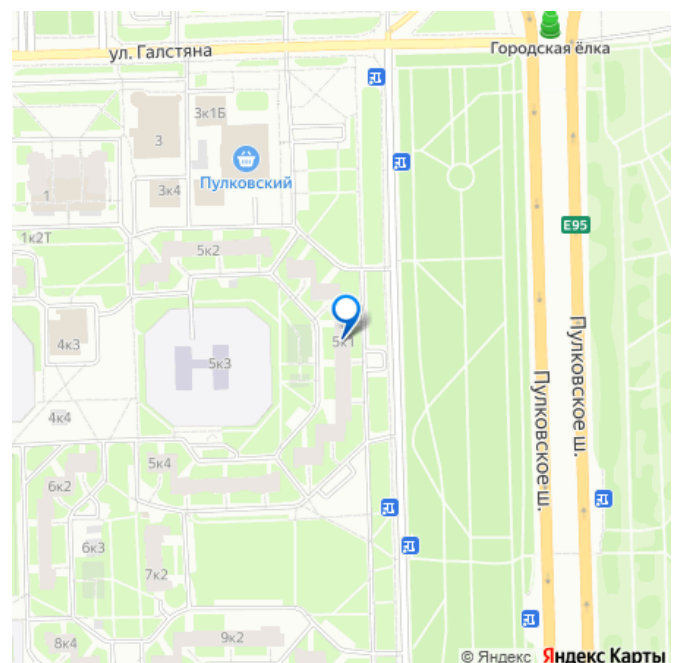 ул. Галстяна
Городская ёлка
3к1Б
3
Пулковский
3к4
1
E95
1к2Т
5к2
5к1
4к3
5к3
Пулковское ш.
Пулковское ш.
4к4
5к4
6к2
6к3
7к2
9к2
8к4
© Яндекс Яндекс Карты